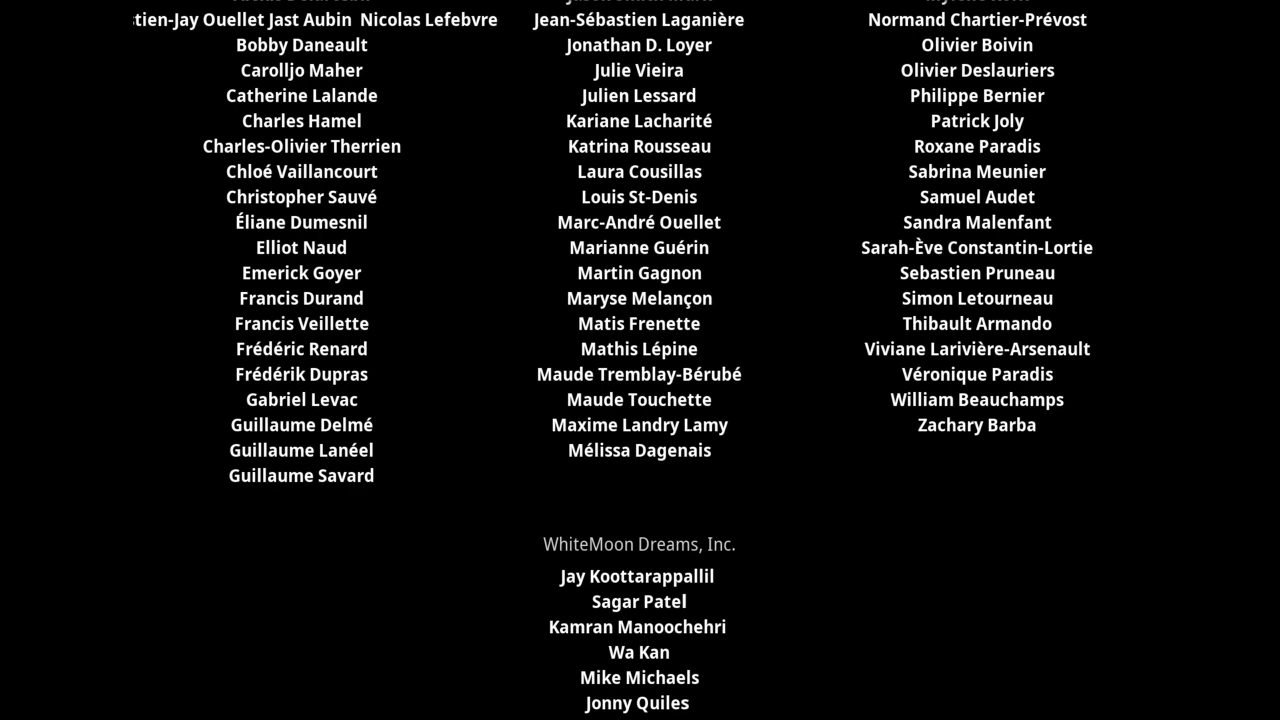 Jay Ouellet Jast Aubin Nicolas Lefebvre
Bobby Daneault
Carolljo Maher
Catherine Lalande
Charles Hamel
Charles-Olivier Therrien
Chloé Vaillancourt
Christopher Sauvé
Éliane Dumesnil
Elliot Naud
Emerick Goyer
Francis Durand
Francis Veillette
Frédéric Renard
Frédérik Dupras
Gabriel Levac
Guillaume Delmé
Guillaume Lanéel
Guillaume Savard
Jean-Sébastien Laganière
Jonathan D. Loyer
Julie Vieira
Julien Lessard
Kariane Lacharité
Katrina Rousseau
Laura Cousillas
Louis St-Denis
Marc-André Ouellet
Marianne Guérin
Martin Gagnon
Maryse Melançon
Matis Frenette
Mathis Lépine
Maude Tremblay-Bérubé
Maude Touchette
Maxime Landry Lamy
Mélissa Dagenais
Normand Chartier-Prévost
Olivier Boivin
Olivier Deslauriers
Philippe Bernier
Patrick Joly
Roxane Paradis
Sabrina Meunier
Samuel Audet
Sandra Malenfant
Sarah-Ève Constantin-Lortie
Sebastien Pruneau
Simon Letourneau
Thibault Armando
Viviane Larivière-Arsenault
Véronique Paradis
William Beauchamps
Zachary Barba
WhiteMoon Dreams, Inc.
Jay Koottarappallil
Sagar Patel
Kamran Manoochehri
Wa Kan
Mike Michaels
Jonny Quiles